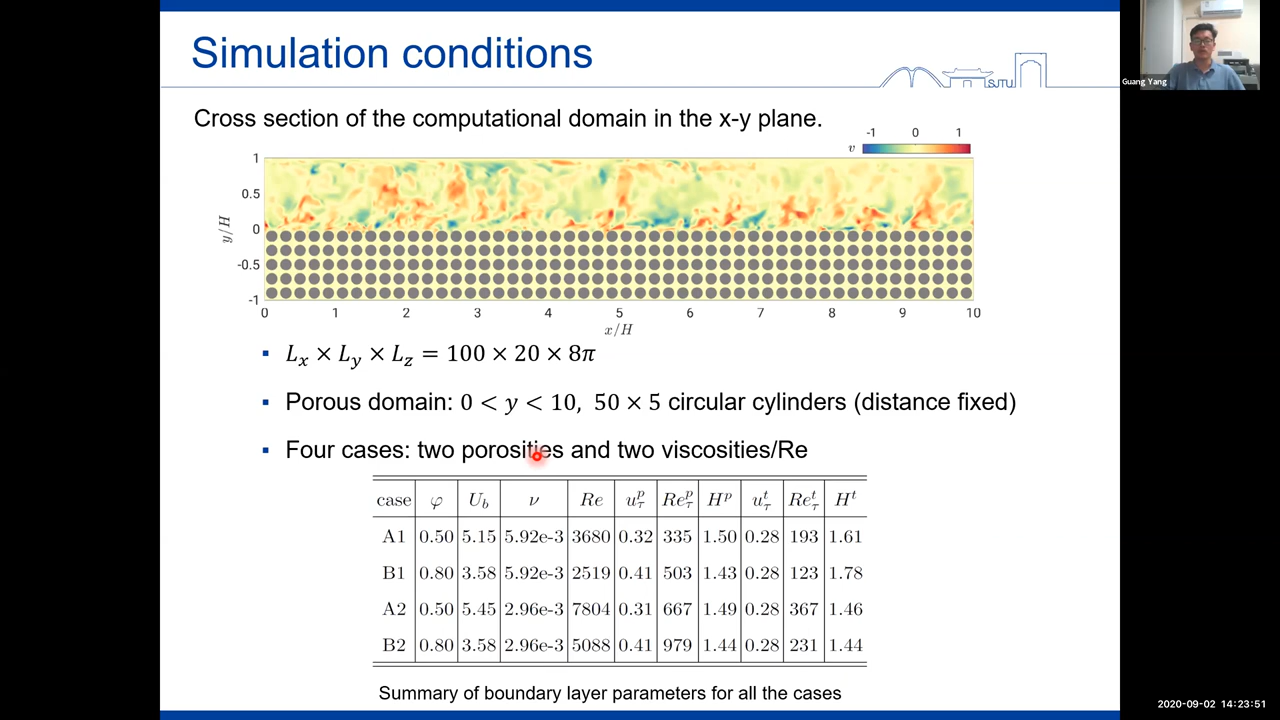 Simulation conditions
SJTU
Guang Yang
Cross section of the computational domain in the x-y plane.
-1 0 1
v
1
0.5
0
-0.5
-1
y/H
0 1 2 3 4 5 6 7 8 9 10
x/H
▪ L_x × L_y × L_z = 100 × 20 × 8π
▪ Porous domain: 0 < y < 10, 50 × 5 circular cylinders (distance fixed)
▪ Four cases: two porosities and two viscosities/Re
case φ U_b ν Re u_τ^p Re_τ^p H^p u_τ^t Re_τ^t H^t
A1 0.50 5.15 5.92e-3 3680 0.32 335 1.50 0.28 193 1.61
B1 0.80 3.58 5.92e-3 2519 0.41 503 1.43 0.28 123 1.78
A2 0.50 5.45 2.96e-3 7804 0.31 667 1.49 0.28 367 1.46
B2 0.80 3.58 2.96e-3 5088 0.41 979 1.44 0.28 231 1.44
Summary of boundary layer parameters for all the cases
2020-09-02 14:23:51